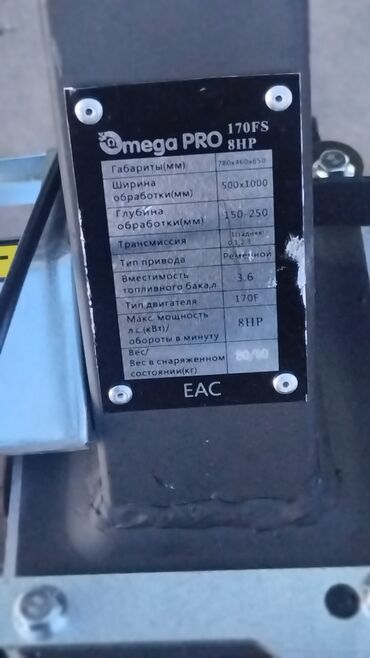 Omega PRO 170FS
8HP
Габариты(мм) 780x460x650
Ширина
обработки(мм) 500x1000
Глубина
обработки(мм) 150-250
Трансмиссия
Тип привода Ременной
Вместимость
топливного бака,л 3.6
Тип двигателя 170F
Макс. мощность
л.с.(кВт)/
обороты в минуту 8HP
Вес/
Вес в снаряженном
состоянии(кг)
EAC